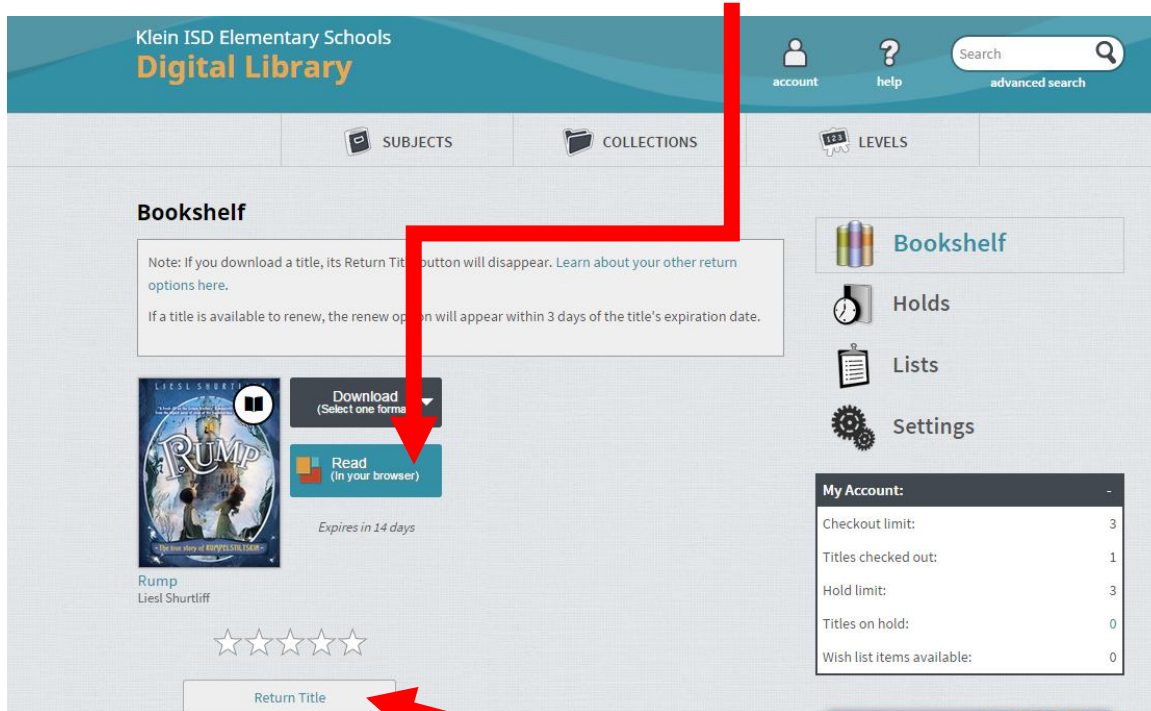 Klein ISD Elementary Schools
Digital Library
account
help
Search
advanced search
SUBJECTS
COLLECTIONS
LEVELS
Bookshelf
Note: If you download a title, its Return button will disappear. Learn about your other return
options here.
If a title is available to renew, the renew will appear within 3 days of the title's expiration date.
Bookshelf
Holds
Lists
Settings
LIESL
RUMP
The true story of RUMPELSTILTSKIN
Download
(Select one
Read
(In your browser)
Expires in 14 days
Rump
Liesl Shurtliff
Return Title
My Account: -
Checkout limit: 3
Titles checked out: 1
Hold limit: 3
Titles on hold: 0
Wish list items available: 0